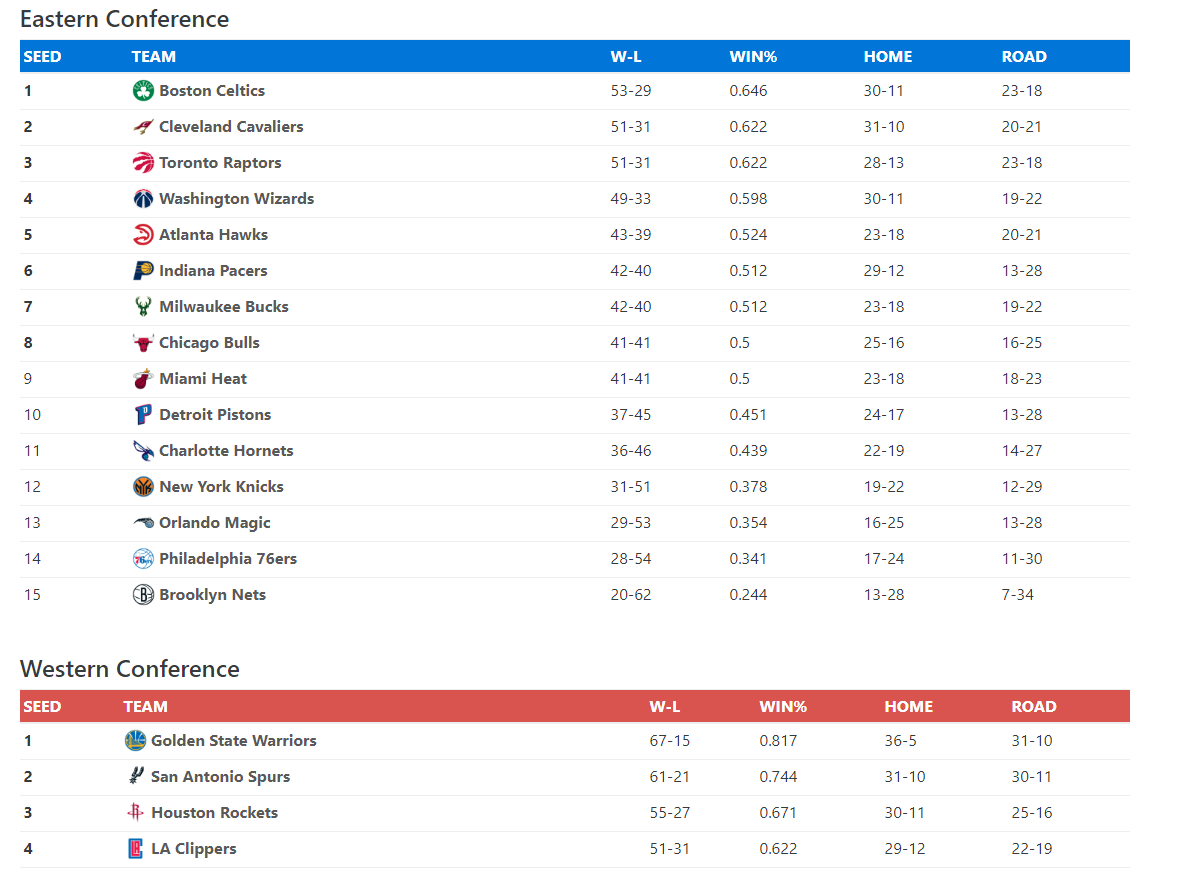 Eastern Conference
SEED TEAM W-L WIN% HOME ROAD
1 Boston Celtics 53-29 0.646 30-11 23-18
2 Cleveland Cavaliers 51-31 0.622 31-10 20-21
3 Toronto Raptors 51-31 0.622 28-13 23-18
4 Washington Wizards 49-33 0.598 30-11 19-22
5 Atlanta Hawks 43-39 0.524 23-18 20-21
6 Indiana Pacers 42-40 0.512 29-12 13-28
7 Milwaukee Bucks 42-40 0.512 23-18 19-22
8 Chicago Bulls 41-41 0.5 25-16 16-25
9 Miami Heat 41-41 0.5 23-18 18-23
10 Detroit Pistons 37-45 0.451 24-17 13-28
11 Charlotte Hornets 36-46 0.439 22-19 14-27
12 New York Knicks 31-51 0.378 19-22 12-29
13 Orlando Magic 29-53 0.354 16-25 13-28
14 Philadelphia 76ers 28-54 0.341 17-24 11-30
15 Brooklyn Nets 20-62 0.244 13-28 7-34
Western Conference
SEED TEAM W-L WIN% HOME ROAD
1 Golden State Warriors 67-15 0.817 36-5 31-10
2 San Antonio Spurs 61-21 0.744 31-10 30-11
3 Houston Rockets 55-27 0.671 30-11 25-16
4 LA Clippers 51-31 0.622 29-12 22-19